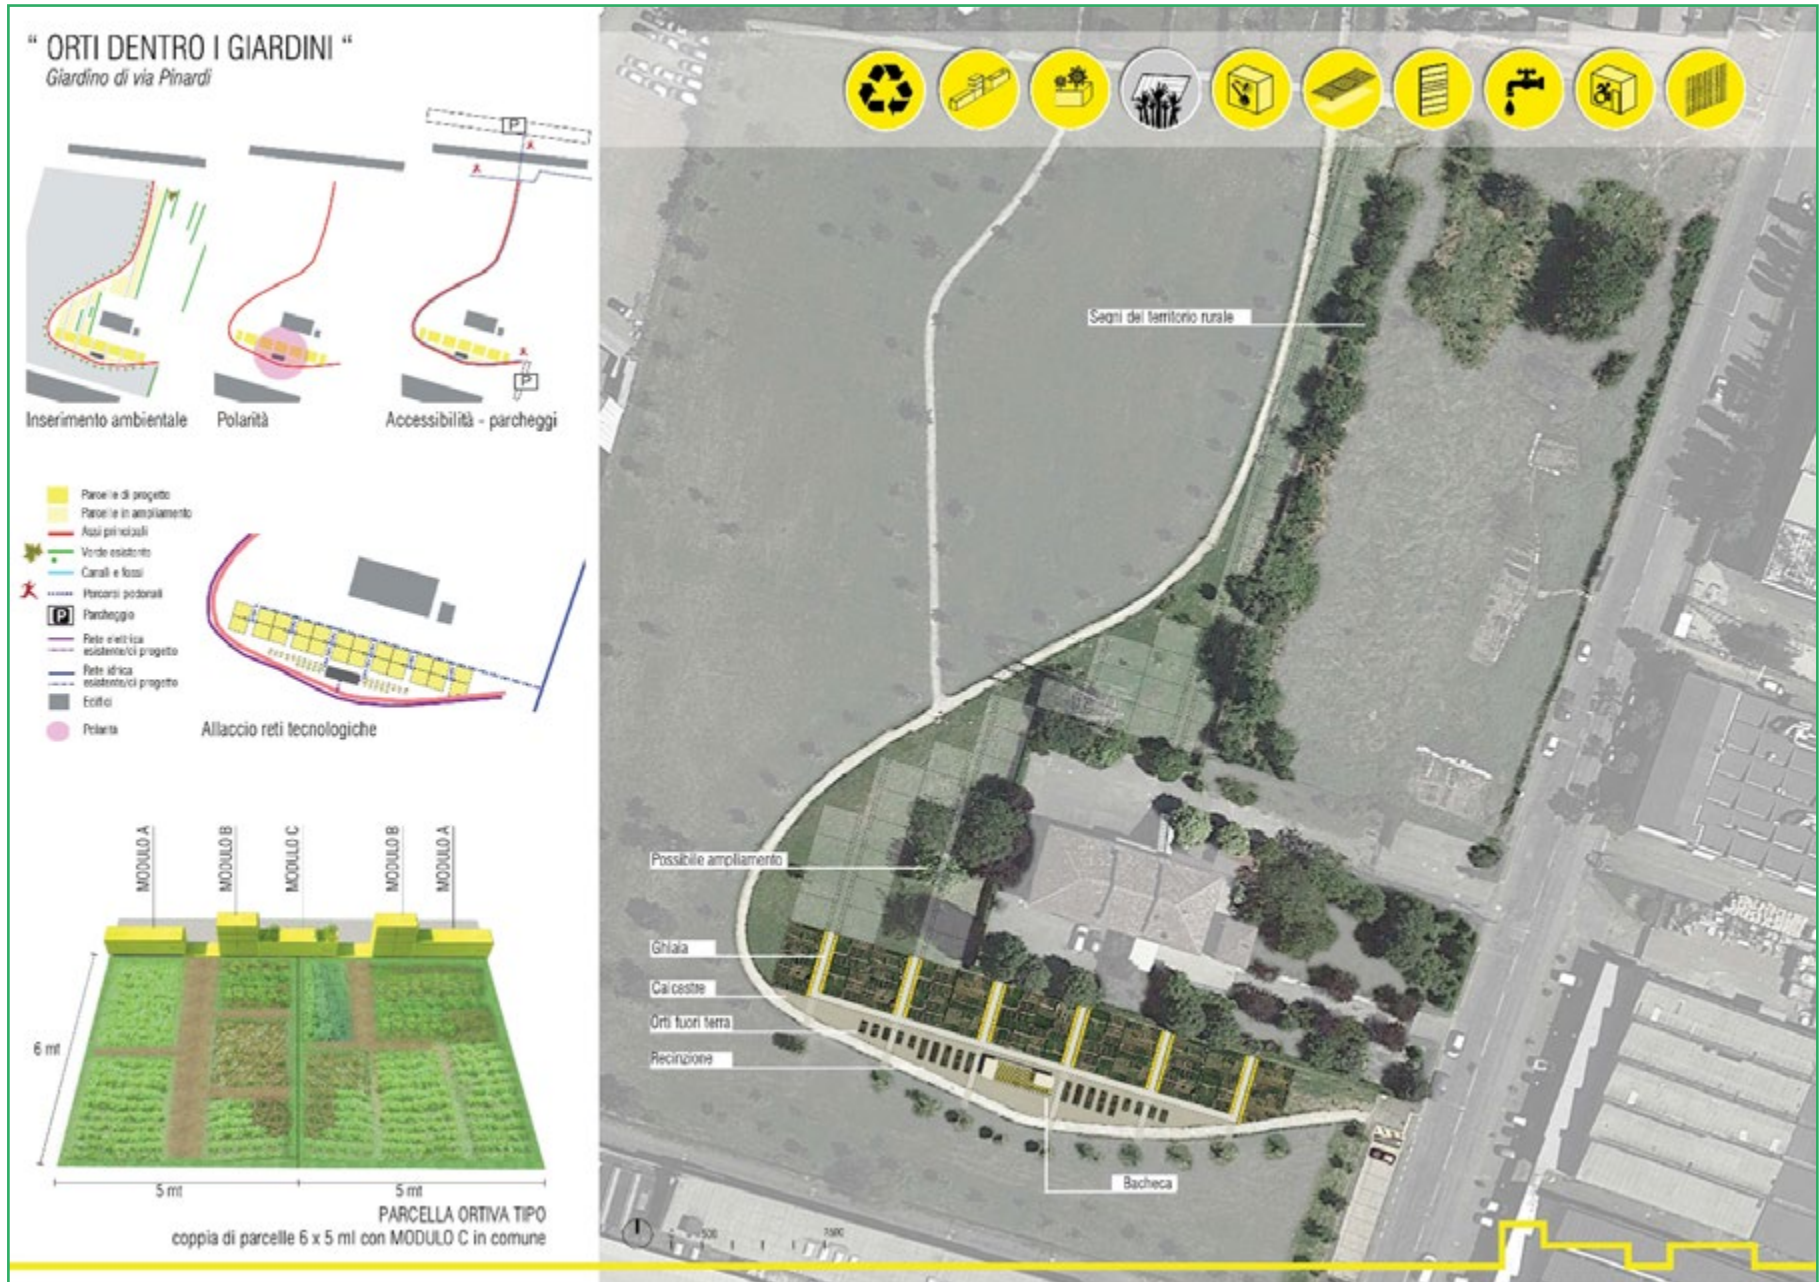 “ ORTI DENTRO I GIARDINI “
Giardino di via Pinardi
P
P
Inserimento ambientale
Polarità
Accessibilità - parcheggi
Parcelle di progetto
Parcelle in ampliamento
Assi principali
Verde esistente
Canali e fossi
Percorsi pedonali
P Parcheggio
Rete elettrica
esistente/di progetto
Rete idrica
esistente/di progetto
Edifici
Polarità
Allaccio reti tecnologiche
MODULO A
MODULO B
MODULO C
MODULO B
MODULO A
6 mt
5 mt
5 mt
PARCELLA ORTIVA TIPO
coppia di parcelle 6 x 5 ml con MODULO C in comune
Segni del territorio rurale
Possibile ampliamento
Ghiaia
Calcestre
Orti fuori terra
Recinzione
Bacheca